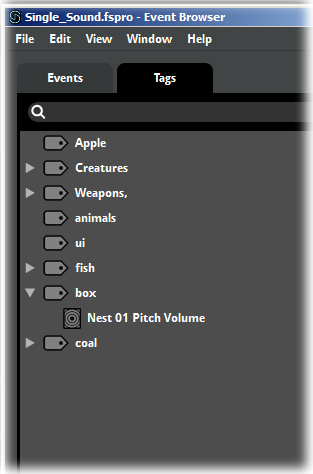 Single_Sound.fspro - Event Browser
File Edit View Window Help
Events Tags
Apple
Creatures
Weapons,
animals
ui
fish
box
Nest 01 Pitch Volume
coal